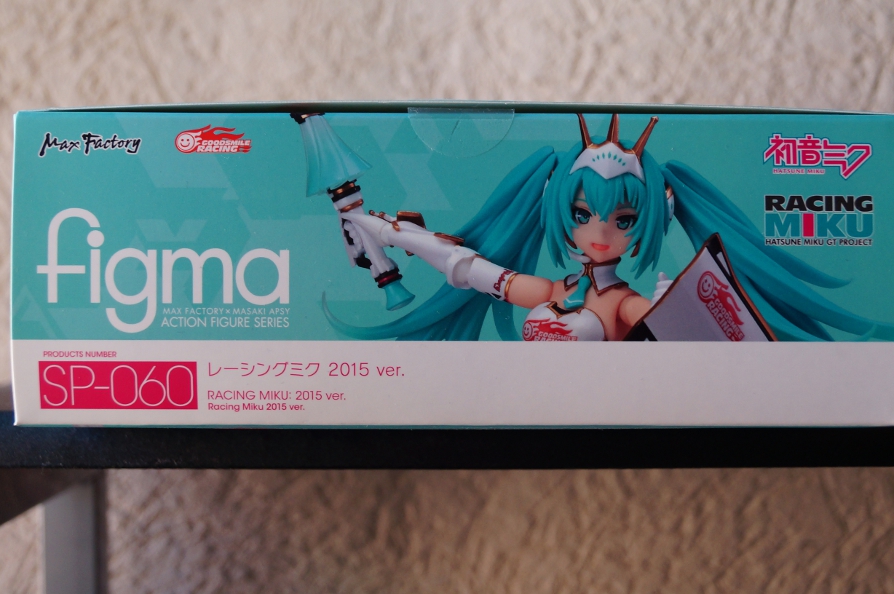 Max Factory
GOODSMILE
RACING
初音ミク
HATSUNE MIKU
RACING
MIKU
HATSUNE MIKU GT PROJECT
figma
MAX FACTORY × MASAKI APSY
ACTION FIGURE SERIES
GOODSMILE
RACING
PRODUCTS NUMBER
SP-060
レーシングミク 2015 ver.
RACING MIKU: 2015 ver.
Racing Miku 2015 ver.